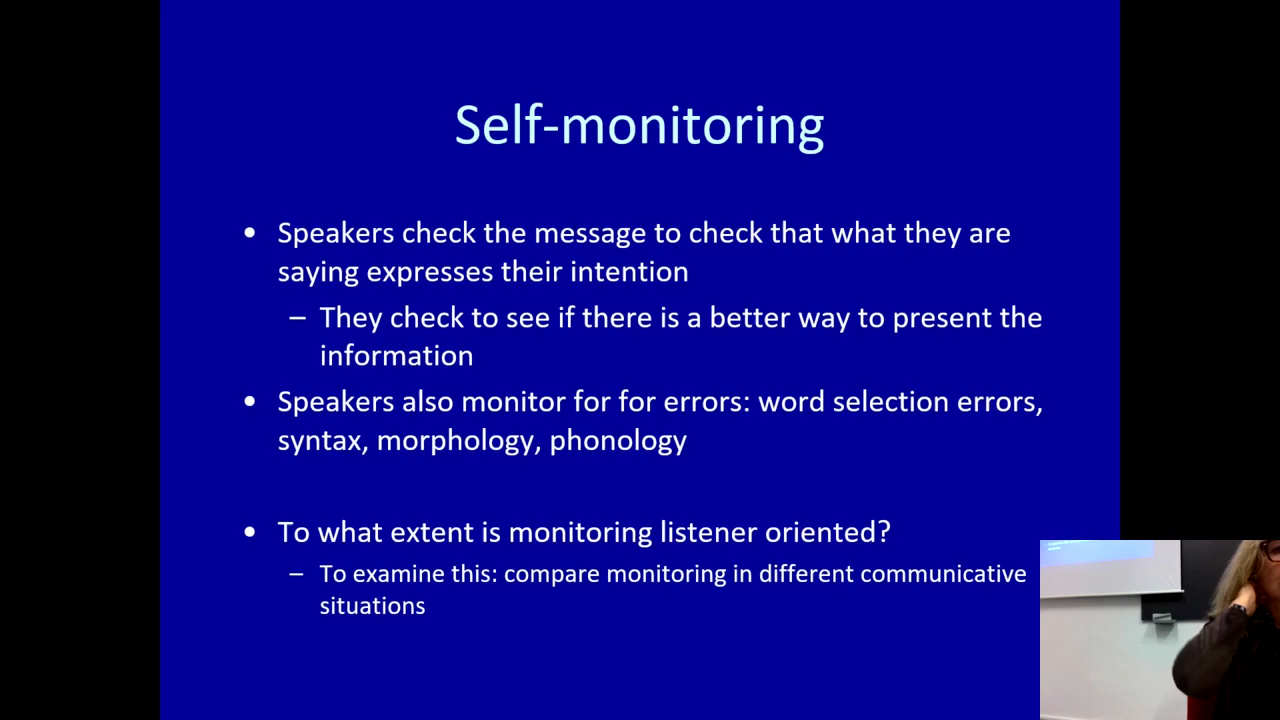 Self-monitoring
• Speakers check the message to check that what they are
saying expresses their intention
– They check to see if there is a better way to present the
information
• Speakers also monitor for for errors: word selection errors,
syntax, morphology, phonology
• To what extent is monitoring listener oriented?
– To examine this: compare monitoring in different communicative
situations